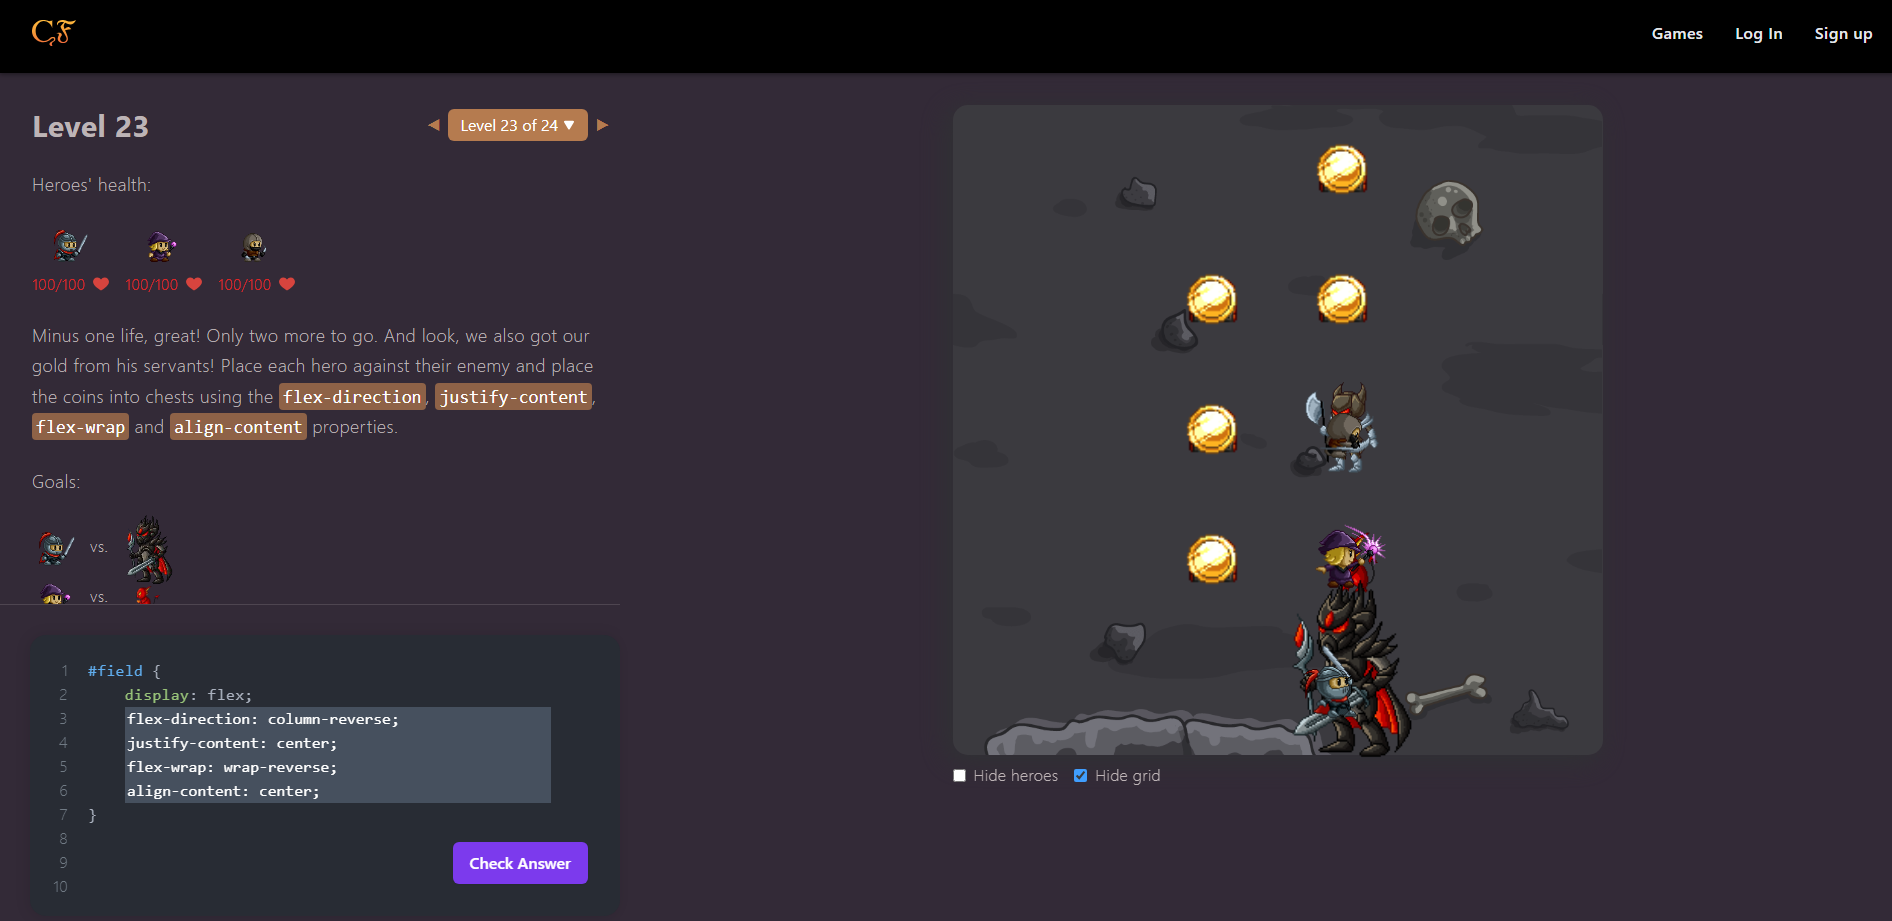 CF
Games
Log In
Sign up
Level 23
◀ Level 23 of 24 ▼ ▶
Heroes' health:
100/100 100/100 100/100
Minus one life, great! Only two more to go. And look, we also got our
gold from his servants! Place each hero against their enemy and place
the coins into chests using the flex-direction, justify-content,
flex-wrap and align-content properties.
Goals:
vs.
vs.
1 #field {
2 display: flex;
3 flex-direction: column-reverse;
4 justify-content: center;
5 flex-wrap: wrap-reverse;
6 align-content: center;
7 }
8
9
10
Check Answer
Hide heroes
Hide grid